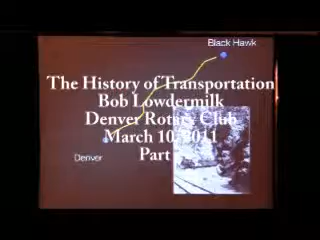 Black Hawk
The History of Transportation
Bob Lowdermilk
Denver Rotary Club
March 10, 2011
Part
Denver